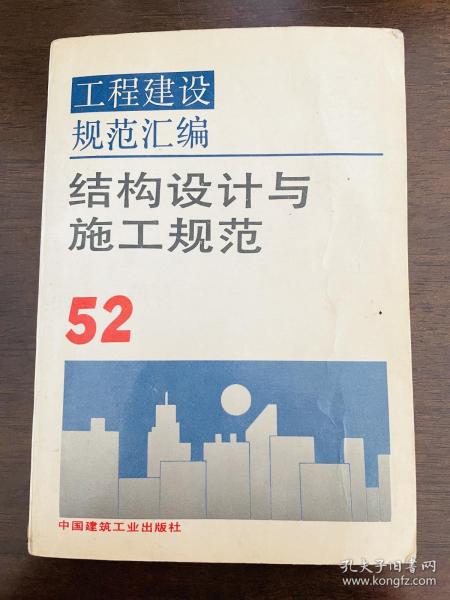 工程建设
规范汇编
结构设计与
施工规范
52
中国建筑工业出版社
孔夫子旧书网
www.kongfz.com